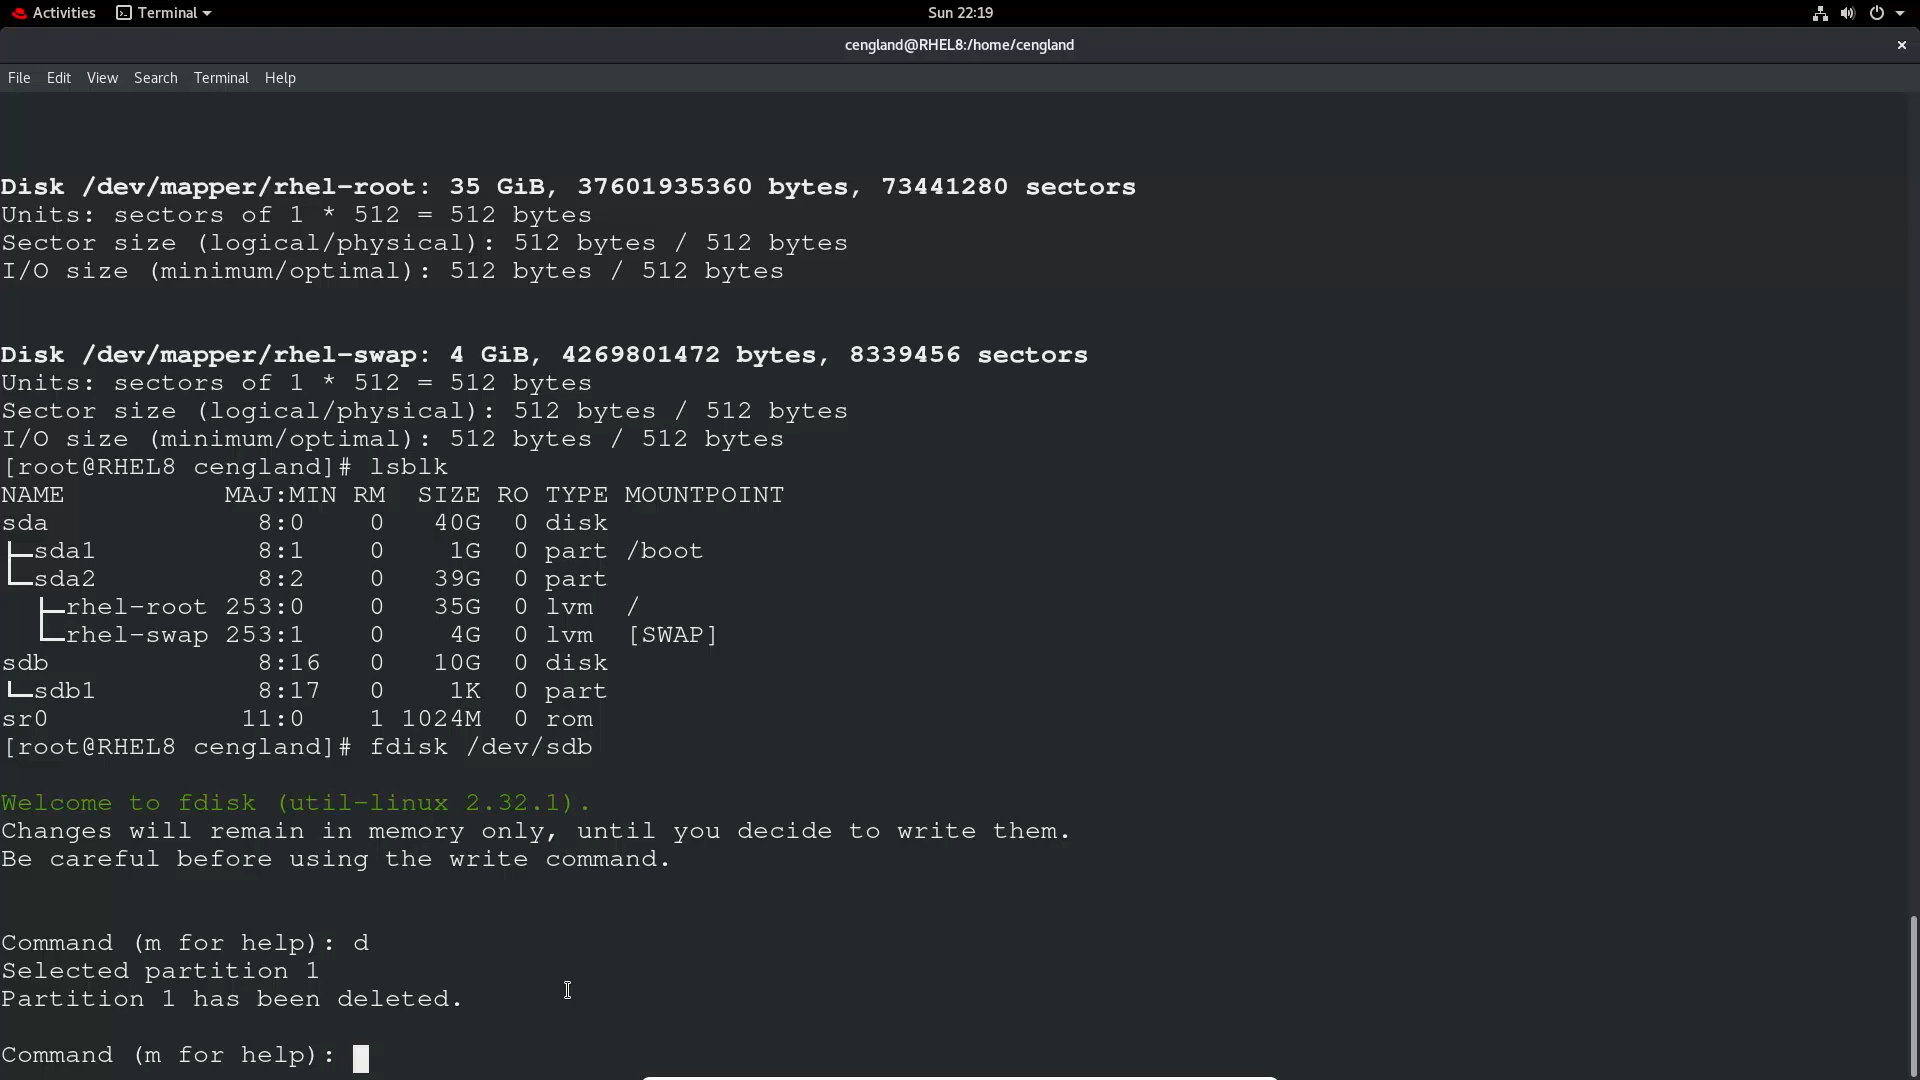 Activities Terminal Sun 22:19
cengland@RHEL8:/home/cengland ×
File Edit View Search Terminal Help
Disk /dev/mapper/rhel-root: 35 GiB, 37601935360 bytes, 73441280 sectors
Units: sectors of 1 * 512 = 512 bytes
Sector size (logical/physical): 512 bytes / 512 bytes
I/O size (minimum/optimal): 512 bytes / 512 bytes
Disk /dev/mapper/rhel-swap: 4 GiB, 4269801472 bytes, 8339456 sectors
Units: sectors of 1 * 512 = 512 bytes
Sector size (logical/physical): 512 bytes / 512 bytes
I/O size (minimum/optimal): 512 bytes / 512 bytes
[root@RHEL8 cengland]# lsblk
NAME          MAJ:MIN RM  SIZE RO TYPE MOUNTPOINT
sda             8:0    0   40G  0 disk
├─sda1          8:1    0    1G  0 part /boot
└─sda2          8:2    0   39G  0 part
  ├─rhel-root 253:0    0   35G  0 lvm  /
  └─rhel-swap 253:1    0    4G  0 lvm  [SWAP]
sdb             8:16   0   10G  0 disk
└─sdb1          8:17   0    1K  0 part
sr0            11:0    1 1024M  0 rom
[root@RHEL8 cengland]# fdisk /dev/sdb
Welcome to fdisk (util-linux 2.32.1).
Changes will remain in memory only, until you decide to write them.
Be careful before using the write command.
Command (m for help): d
Selected partition 1
Partition 1 has been deleted.
Command (m for help):